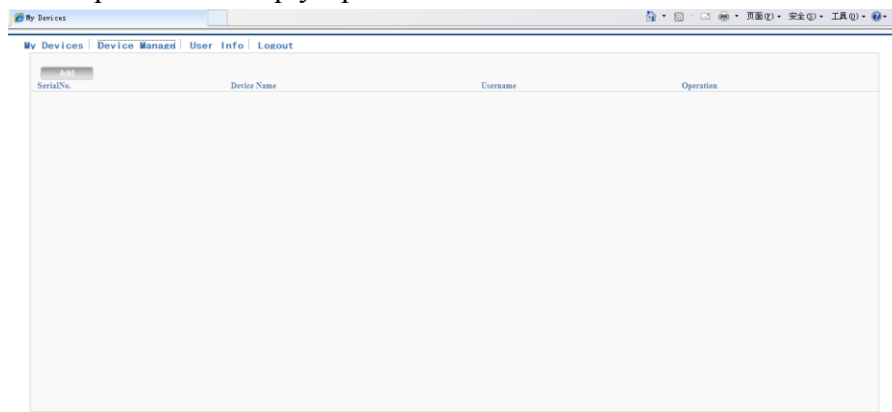 My Devices 页面(P) 安全(S) 工具(O)
My Devices Device Managd User Info Logout
Add
SerialNo. Device Name Username Operation